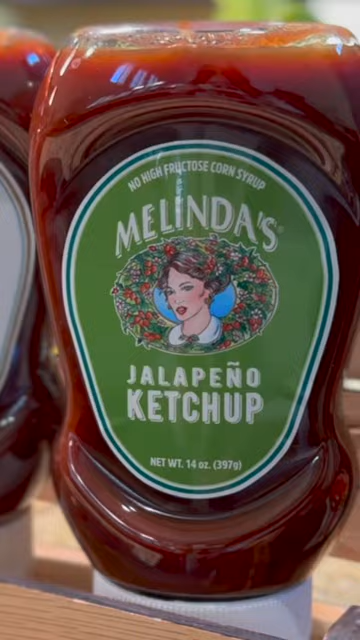 NO HIGH FRUCTOSE CORN SYRUP
MELINDA'S®
JALAPEÑO
KETCHUP
NET WT. 14 oz. (397g)